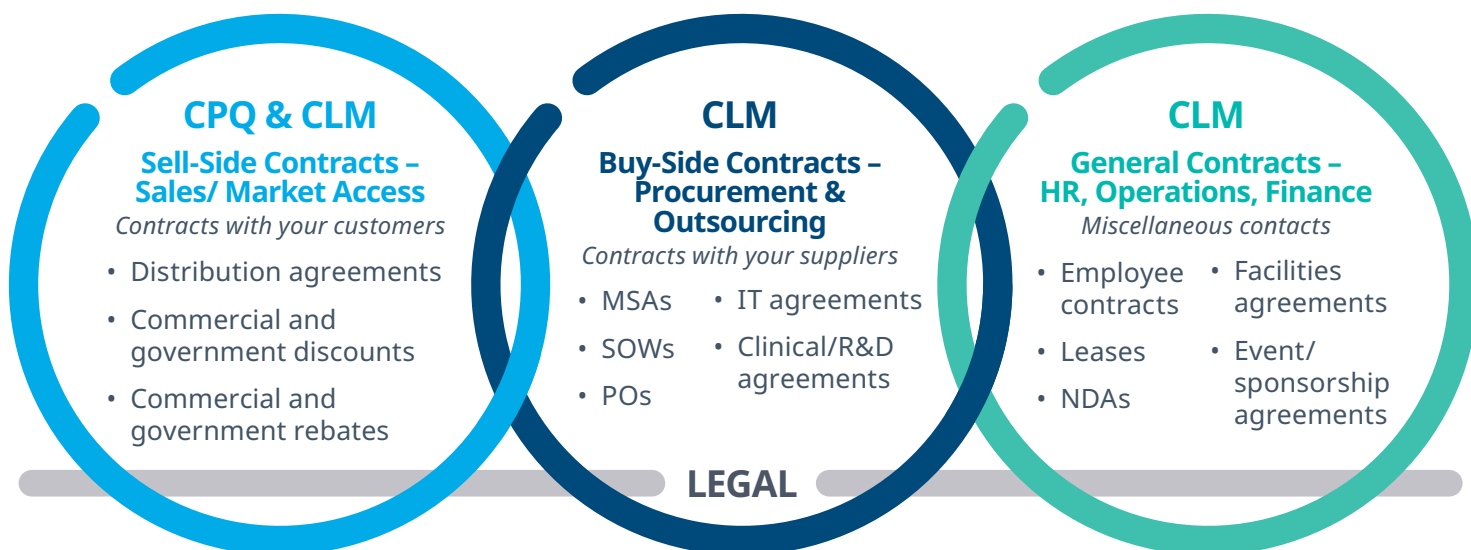 CPQ & CLM
Sell-Side Contracts –
Sales/ Market Access
Contracts with your customers
• Distribution agreements
• Commercial and
government discounts
• Commercial and
government rebates
CLM
Buy-Side Contracts –
Procurement &
Outsourcing
Contracts with your suppliers
• MSAs
• SOWs
• POs
• IT agreements
• Clinical/R&D
agreements
CLM
General Contracts –
HR, Operations, Finance
Miscellaneous contacts
• Employee
contracts
• Leases
• NDAs
• Facilities
agreements
• Event/
sponsorship
agreements
LEGAL